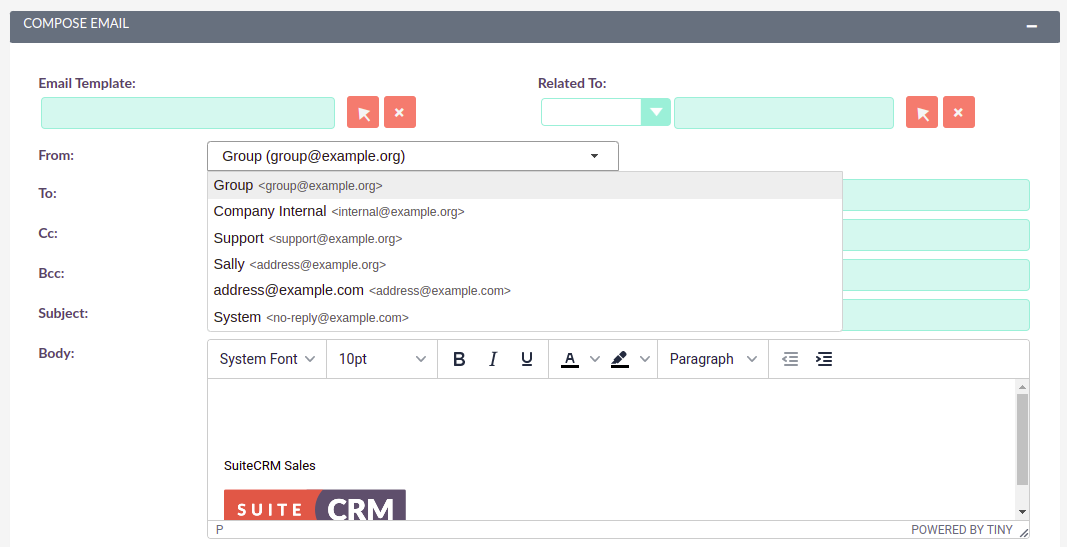 COMPOSE EMAIL
Email Template: Related To:
From: Group (group@example.org)
Group <group@example.org>
To:
Company Internal <internal@example.org>
Cc: Support <support@example.org>
Sally <address@example.org>
Bcc:
address@example.com <address@example.com>
Subject: System <no-reply@example.com>
Body: System Font 10pt B I U A Paragraph
SuiteCRM Sales
SUITE CRM
P POWERED BY TINY